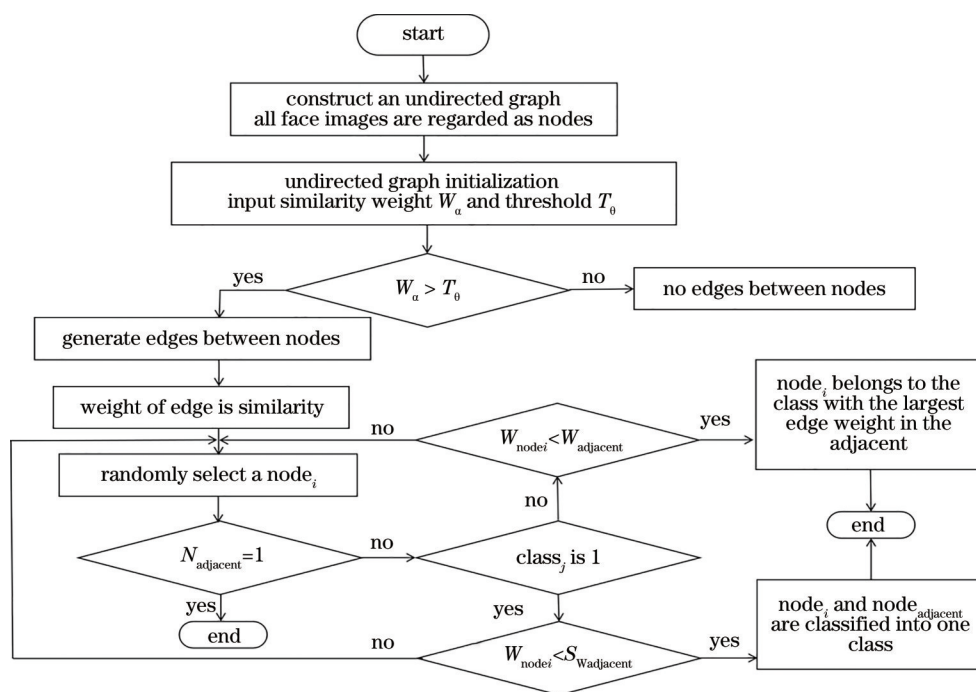 start
construct an undirected graph
all face images are regarded as nodes
undirected graph initialization
input similarity weight Wα and threshold Tθ
yes
Wα > Tθ
no
no edges between nodes
generate edges between nodes
weight of edge is similarity
no
Wnodei<Wadjacent
yes
nodei belongs to the
class with the largest
edge weight in the
adjacent
randomly select a nodei
no
end
Nadjacent=1
no
classj is 1
yes
end
yes
nodei and nodeadjacent
are classified into one
class
no
Wnodei<SWadjacent
yes